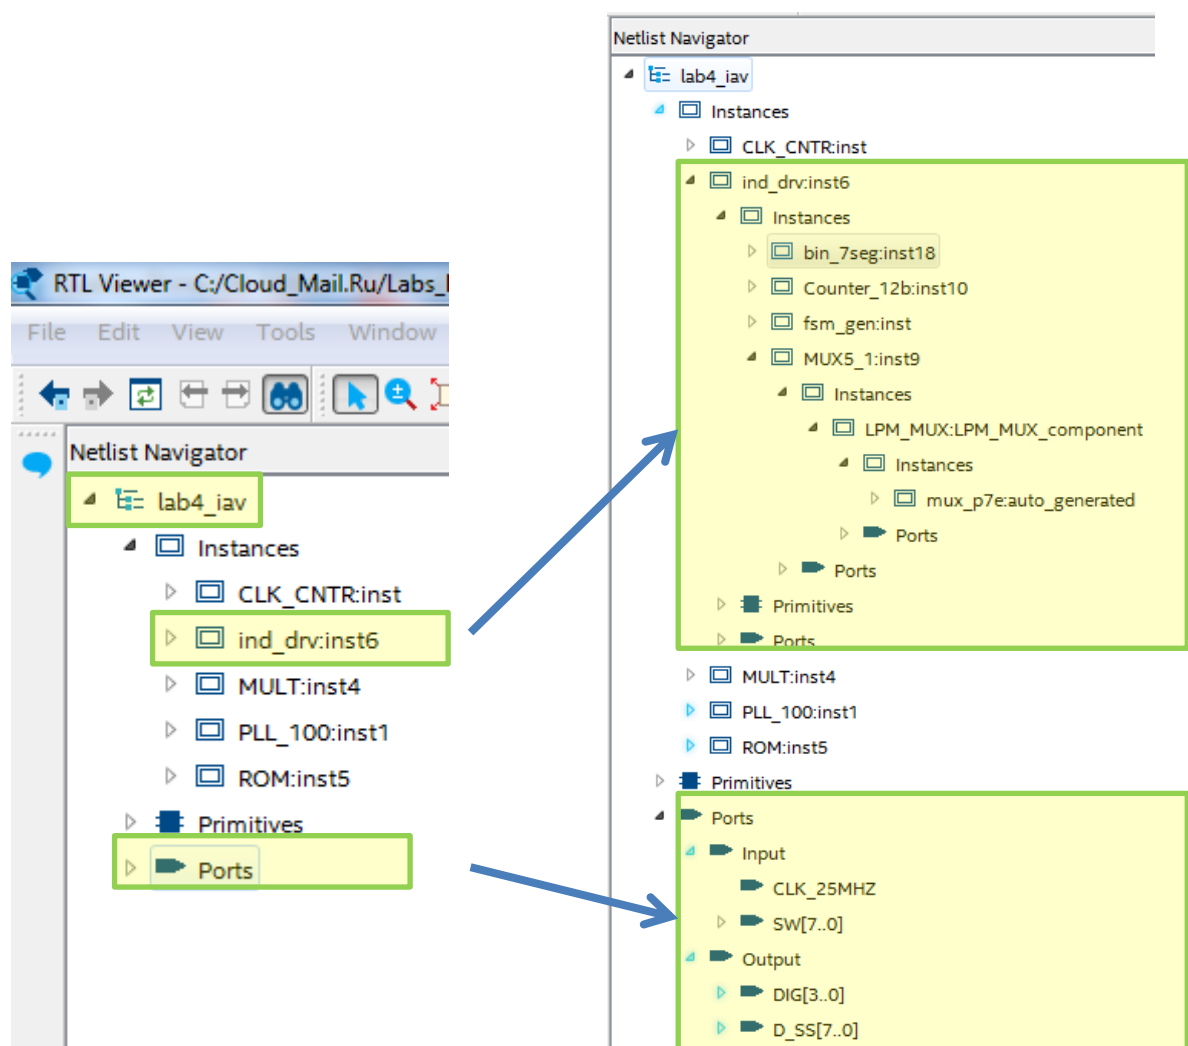 RTL Viewer - C:/Cloud_Mail.Ru/Labs_
File Edit View Tools Window
Netlist Navigator
lab4_iav
Instances
CLK_CNTR:inst
ind_drv:inst6
MULT:inst4
PLL_100:inst1
ROM:inst5
Primitives
Ports
Netlist Navigator
lab4_iav
Instances
CLK_CNTR:inst
ind_drv:inst6
Instances
bin_7seg:inst18
Counter_12b:inst10
fsm_gen:inst
MUX5_1:inst9
Instances
LPM_MUX:LPM_MUX_component
Instances
mux_p7e:auto_generated
Ports
Ports
Primitives
Ports
MULT:inst4
PLL_100:inst1
ROM:inst5
Primitives
Ports
Input
CLK_25MHZ
SW[7..0]
Output
DIG[3..0]
D_SS[7..0]